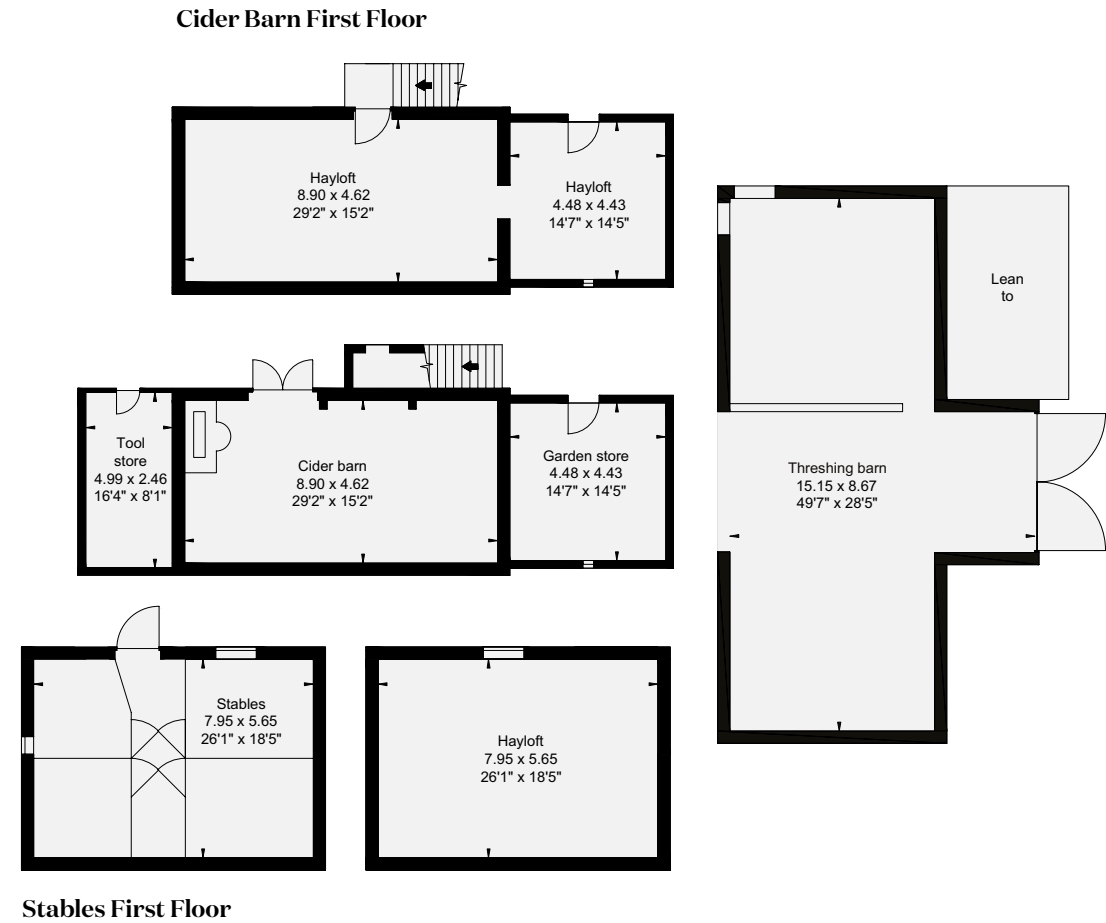 Cider Barn First Floor
Hayloft
8.90 x 4.62
29'2" x 15'2"
Hayloft
4.48 x 4.43
14'7" x 14'5"
Lean
to
Tool
store
4.99 x 2.46
16'4" x 8'1"
Cider barn
8.90 x 4.62
29'2" x 15'2"
Garden store
4.48 x 4.43
14'7" x 14'5"
Threshing barn
15.15 x 8.67
49'7" x 28'5"
Stables
7.95 x 5.65
26'1" x 18'5"
Hayloft
7.95 x 5.65
26'1" x 18'5"
Stables First Floor